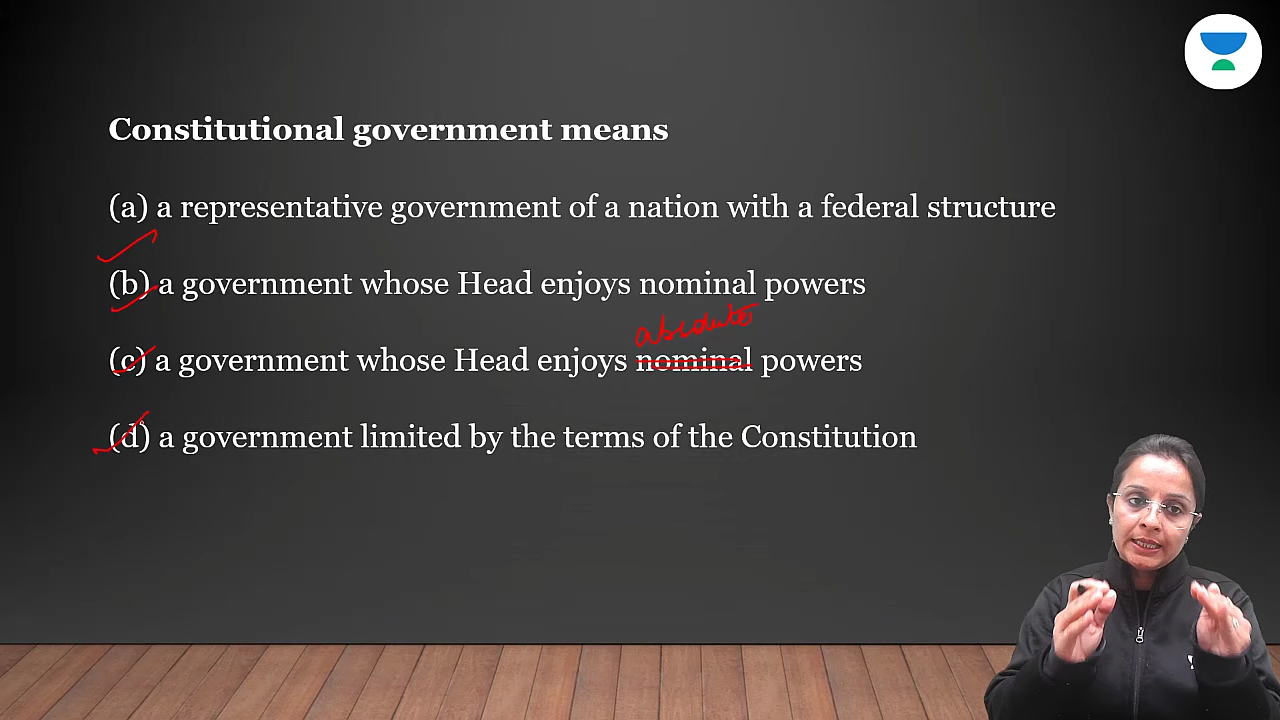 Constitutional government means
(a) a representative government of a nation with a federal structure
(b) a government whose Head enjoys nominal powers
absolute
(c) a government whose Head enjoys nominal powers
(d) a government limited by the terms of the Constitution